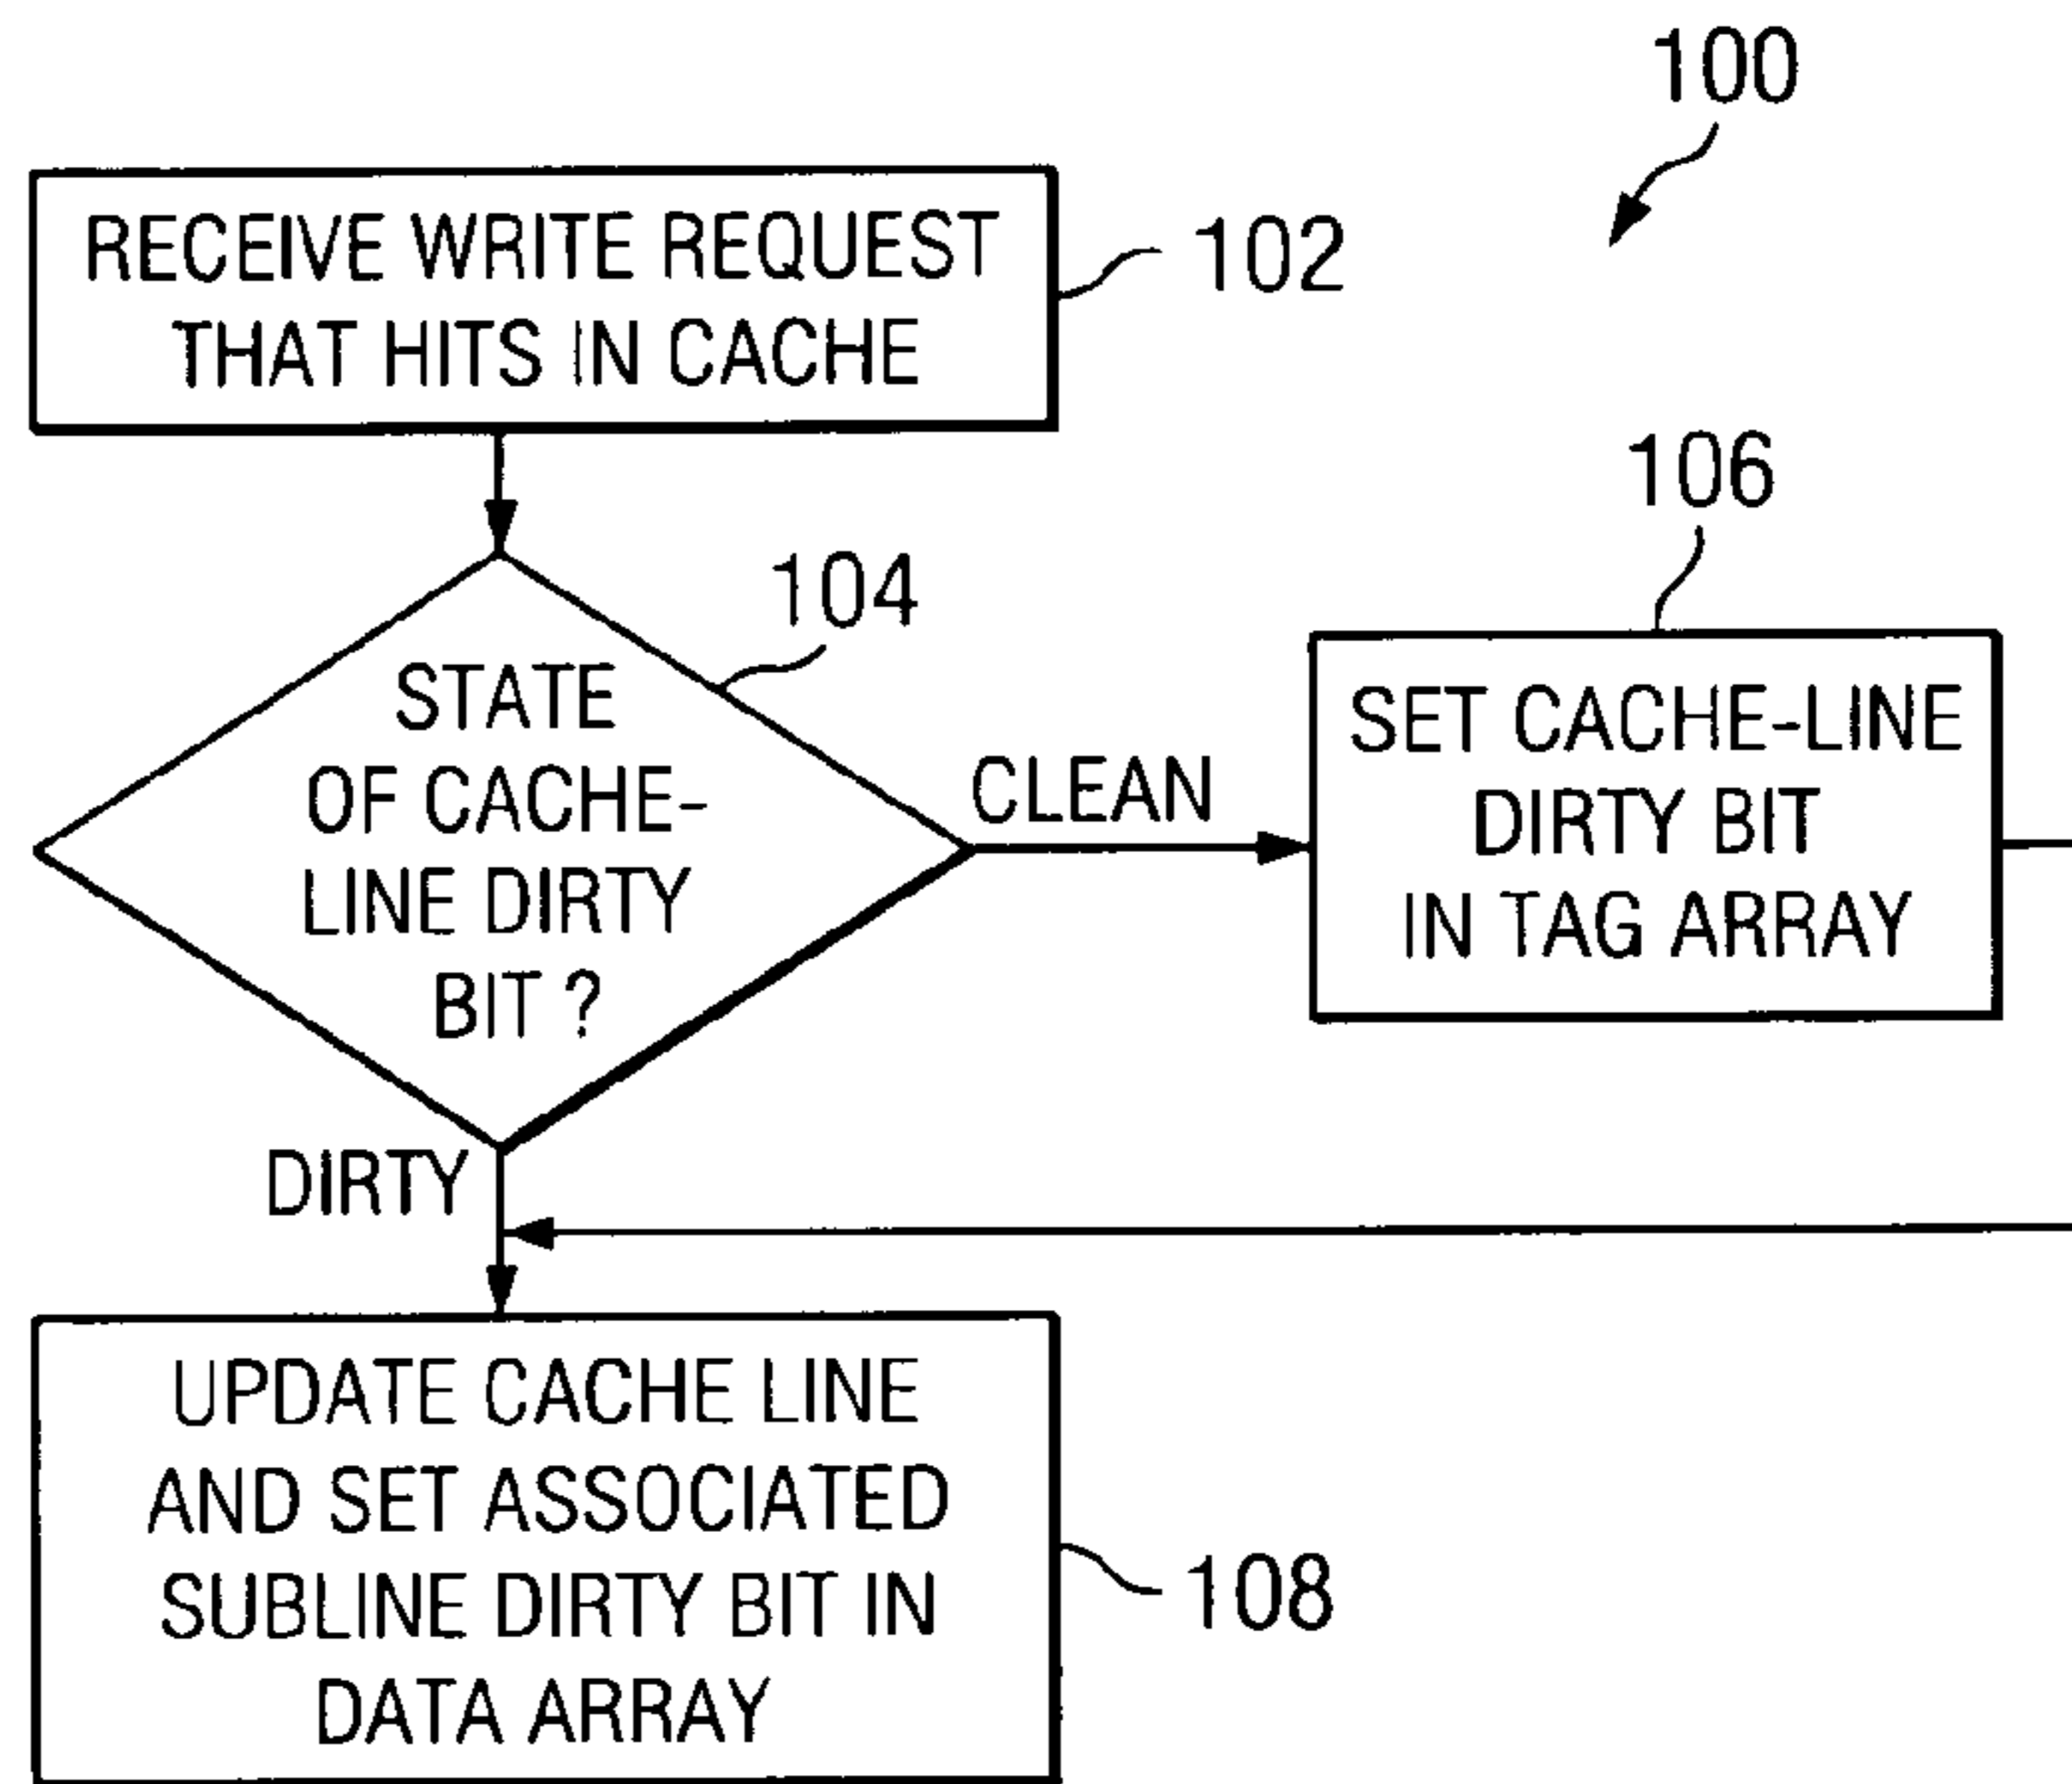 100
RECEIVE WRITE REQUEST
THAT HITS IN CACHE
102
104
STATE
OF CACHE-
LINE DIRTY
BIT ?
CLEAN
106
SET CACHE-LINE
DIRTY BIT
IN TAG ARRAY
DIRTY
UPDATE CACHE LINE
AND SET ASSOCIATED
SUBLINE DIRTY BIT IN
DATA ARRAY
108